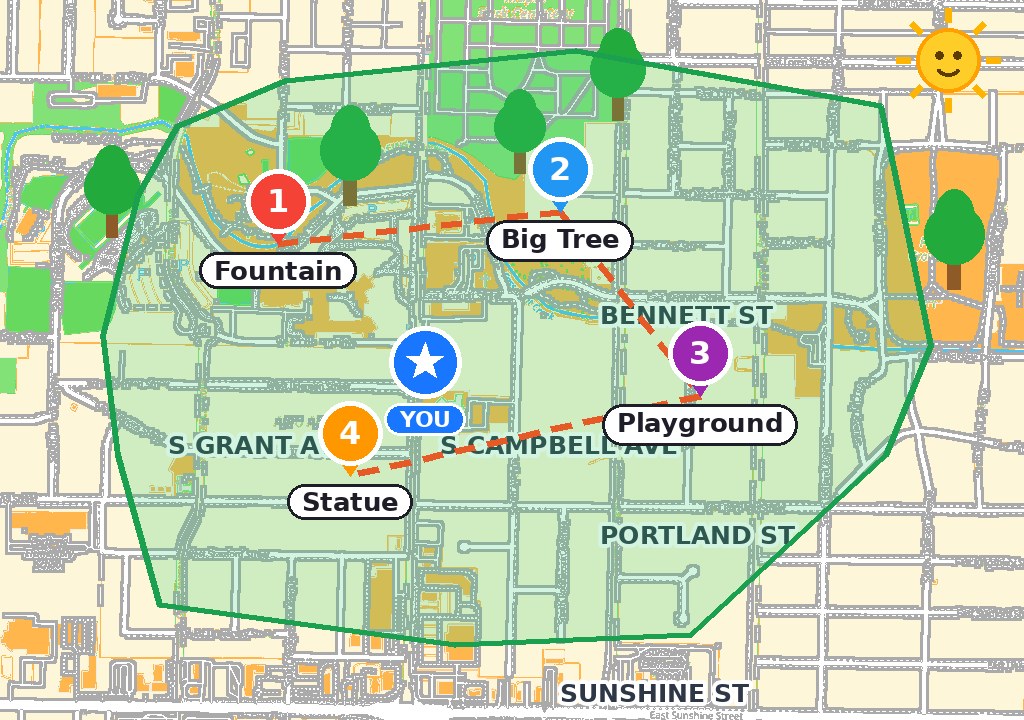 2
1
Big Tree
Fountain
BENNETT ST
3
YOU
Playground
4
S GRANT A
S CAMPBELL AVE
Statue
PORTLAND ST
SUNSHINE ST
East Sunshine Street